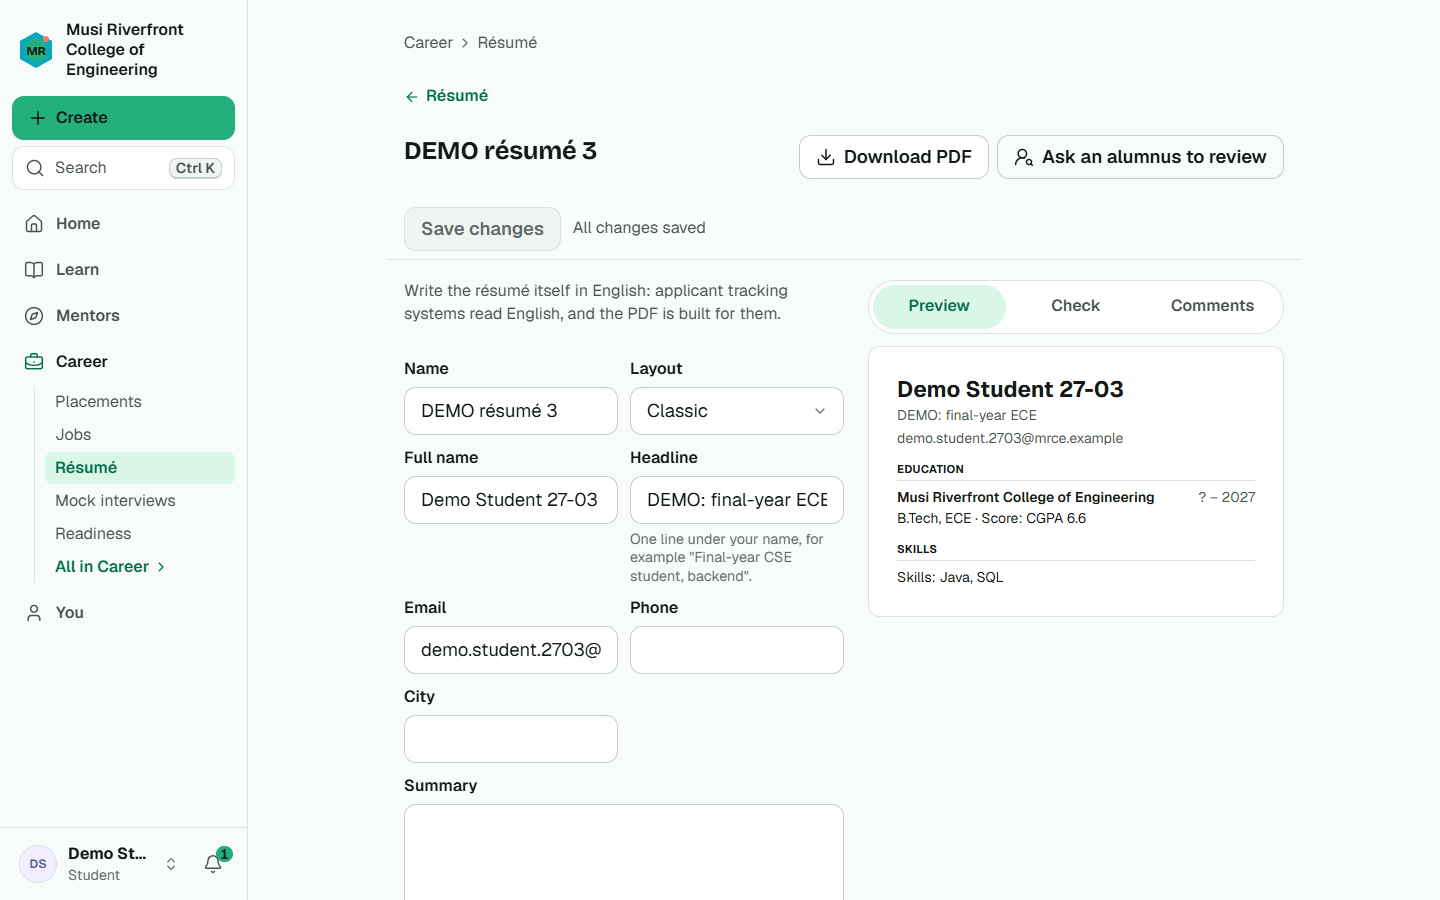 Musi Riverfront
College of
Engineering
MR
Create
Search
Ctrl K
Home
Learn
Mentors
Career
Placements
Jobs
Résumé
Mock interviews
Readiness
All in Career
You
DS
Demo St...
Student
1
Career
Résumé
Résumé
DEMO résumé 3
Download PDF
Ask an alumnus to review
Save changes
All changes saved
Write the résumé itself in English: applicant tracking
systems read English, and the PDF is built for them.
Name
Layout
DEMO résumé 3
Classic
Full name
Headline
Demo Student 27-03
DEMO: final-year ECE
One line under your name, for
example "Final-year CSE
student, backend".
Email
Phone
demo.student.2703@
City
Summary
Preview
Check
Comments
Demo Student 27-03
DEMO: final-year ECE
demo.student.2703@mrce.example
EDUCATION
Musi Riverfront College of Engineering
? – 2027
B.Tech, ECE · Score: CGPA 6.6
SKILLS
Skills: Java, SQL